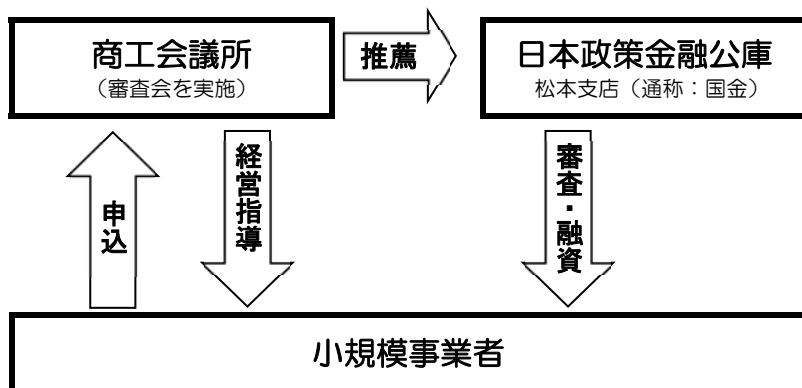 商工会議所
（審査会を実施）
推薦
日本政策金融公庫
松本支店（通称：国金）
申込
経営指導
審査・融資
小規模事業者